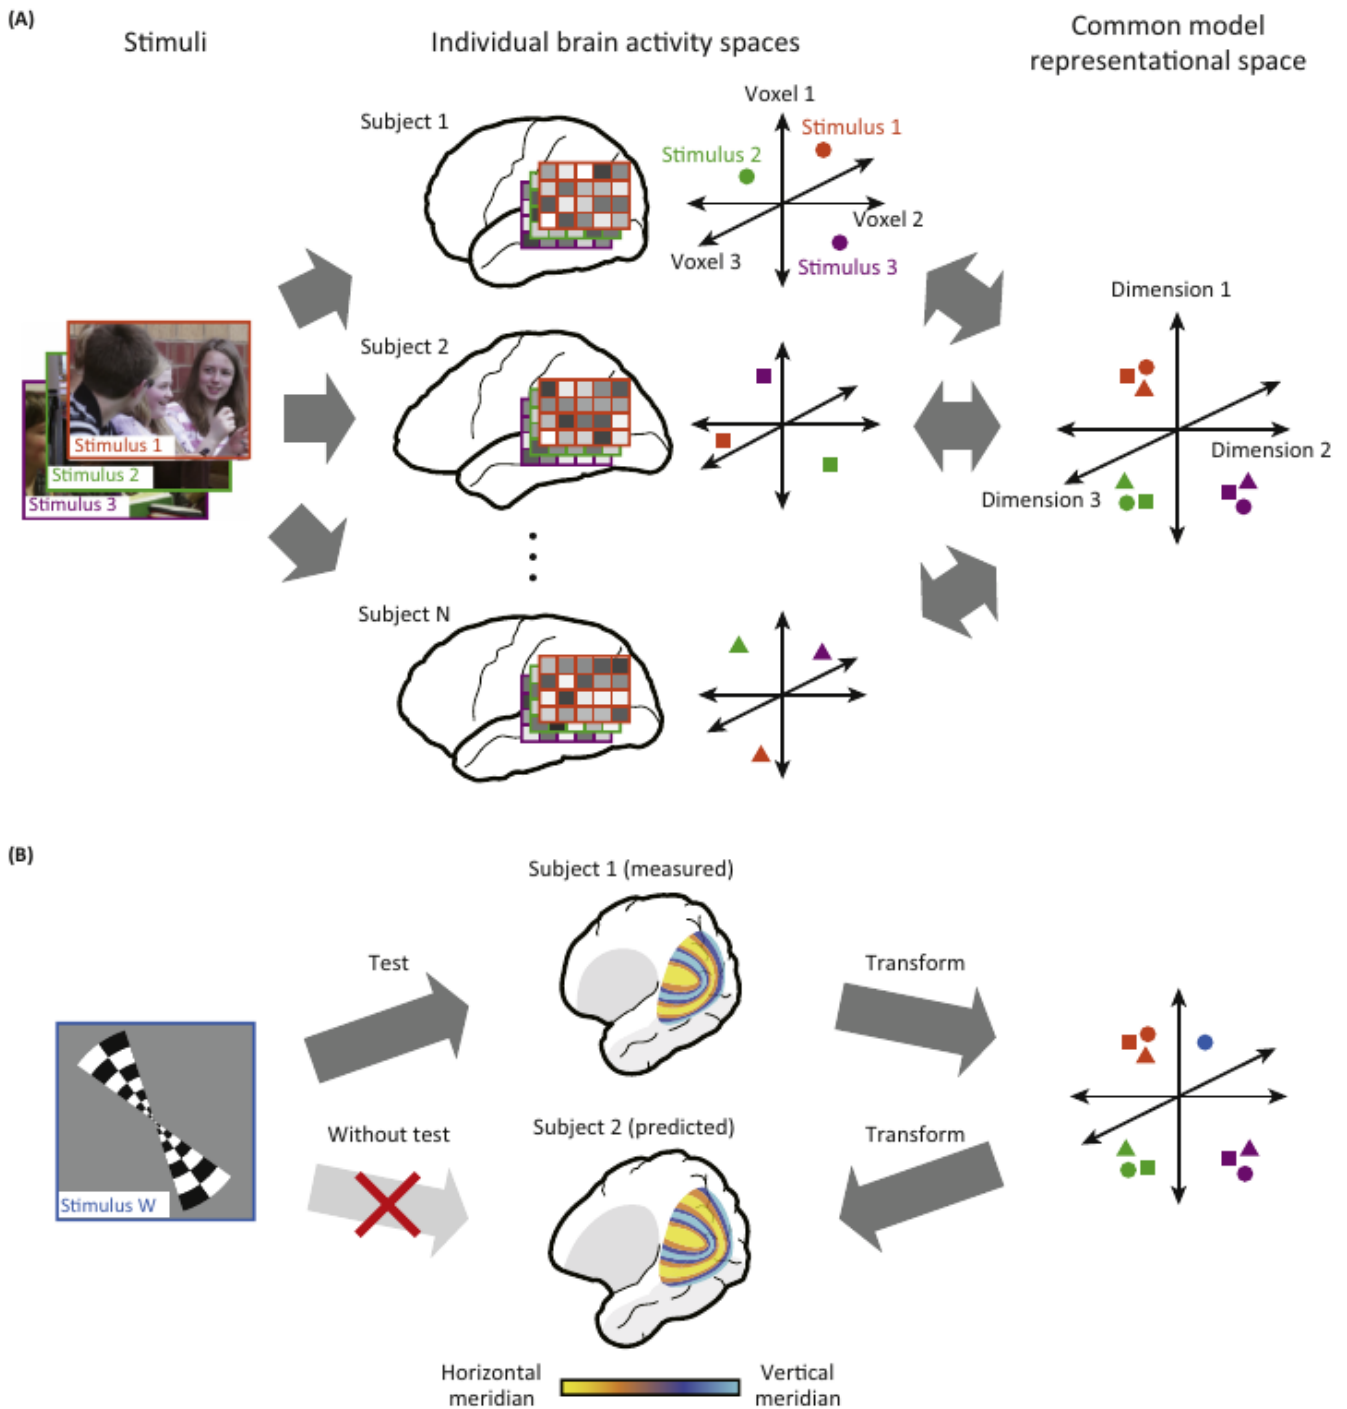 (A)
Stimuli
Individual brain activity spaces
Common model
representational space
Subject 1
Voxel 1
Stimulus 1
Stimulus 2
Voxel 2
Voxel 3
Stimulus 3
Subject 2
Dimension 1
Stimulus 1
Stimulus 2
Stimulus 3
Dimension 2
Dimension 3
Subject N
(B)
Subject 1 (measured)
Test
Transform
Subject 2 (predicted)
Without test
Transform
Stimulus W
Horizontal
meridian
Vertical
meridian